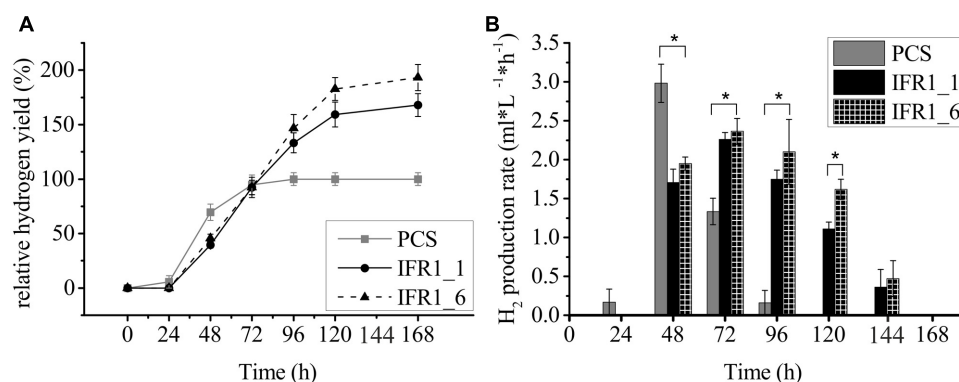 A
relative hydrogen yield (%)
200
150
100
50
0
0 24 48 72 96 120 144 168
Time (h)
PCS
IFR1_1
IFR1_6
B
H₂ production rate (ml*L⁻¹*h⁻¹)
3.5
3.0
2.5
2.0
1.5
1.0
0.5
0.0
0 24 48 72 96 120 144 168
Time (h)
* * * *
PCS
IFR1_1
IFR1_6